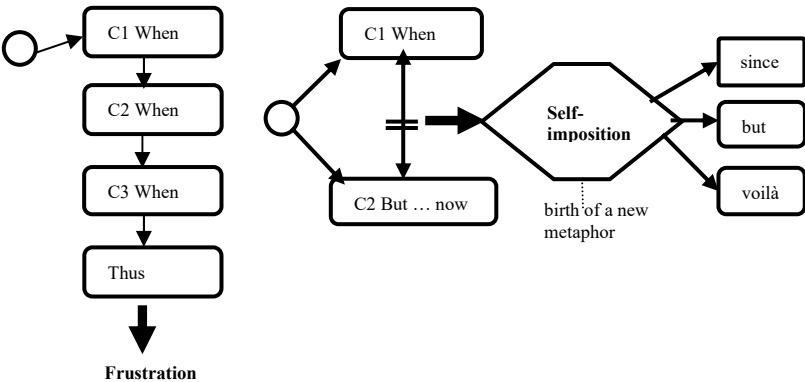 C1 When
C2 When
C3 When
Thus
Frustration
C1 When
C2 But … now
Self-
imposition
birth of a new
metaphor
since
but
voilà